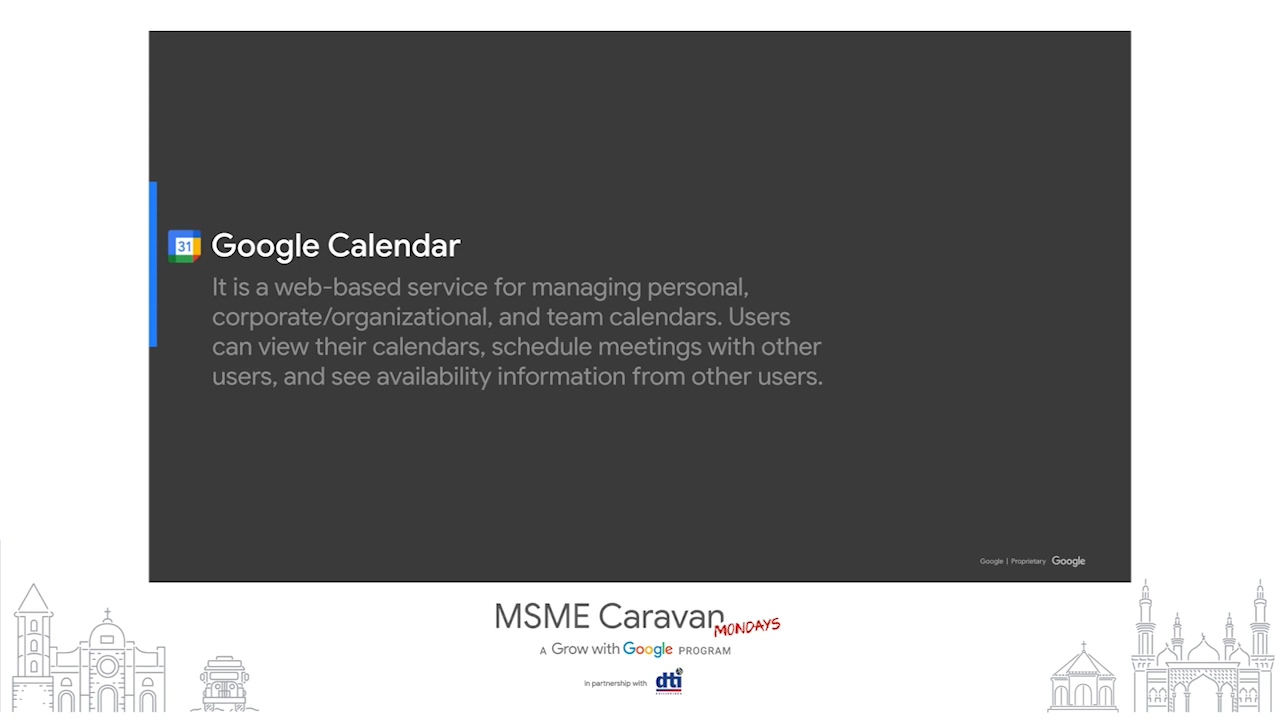 31 Google Calendar
It is a web-based service for managing personal,
corporate/organizational, and team calendars. Users
can view their calendars, schedule meetings with other
users, and see availability information from other users.
Google | Proprietary Google
MSME Caravan
MONDAYS
A Grow with Google PROGRAM
in partnership with dti
PHILIPPINES